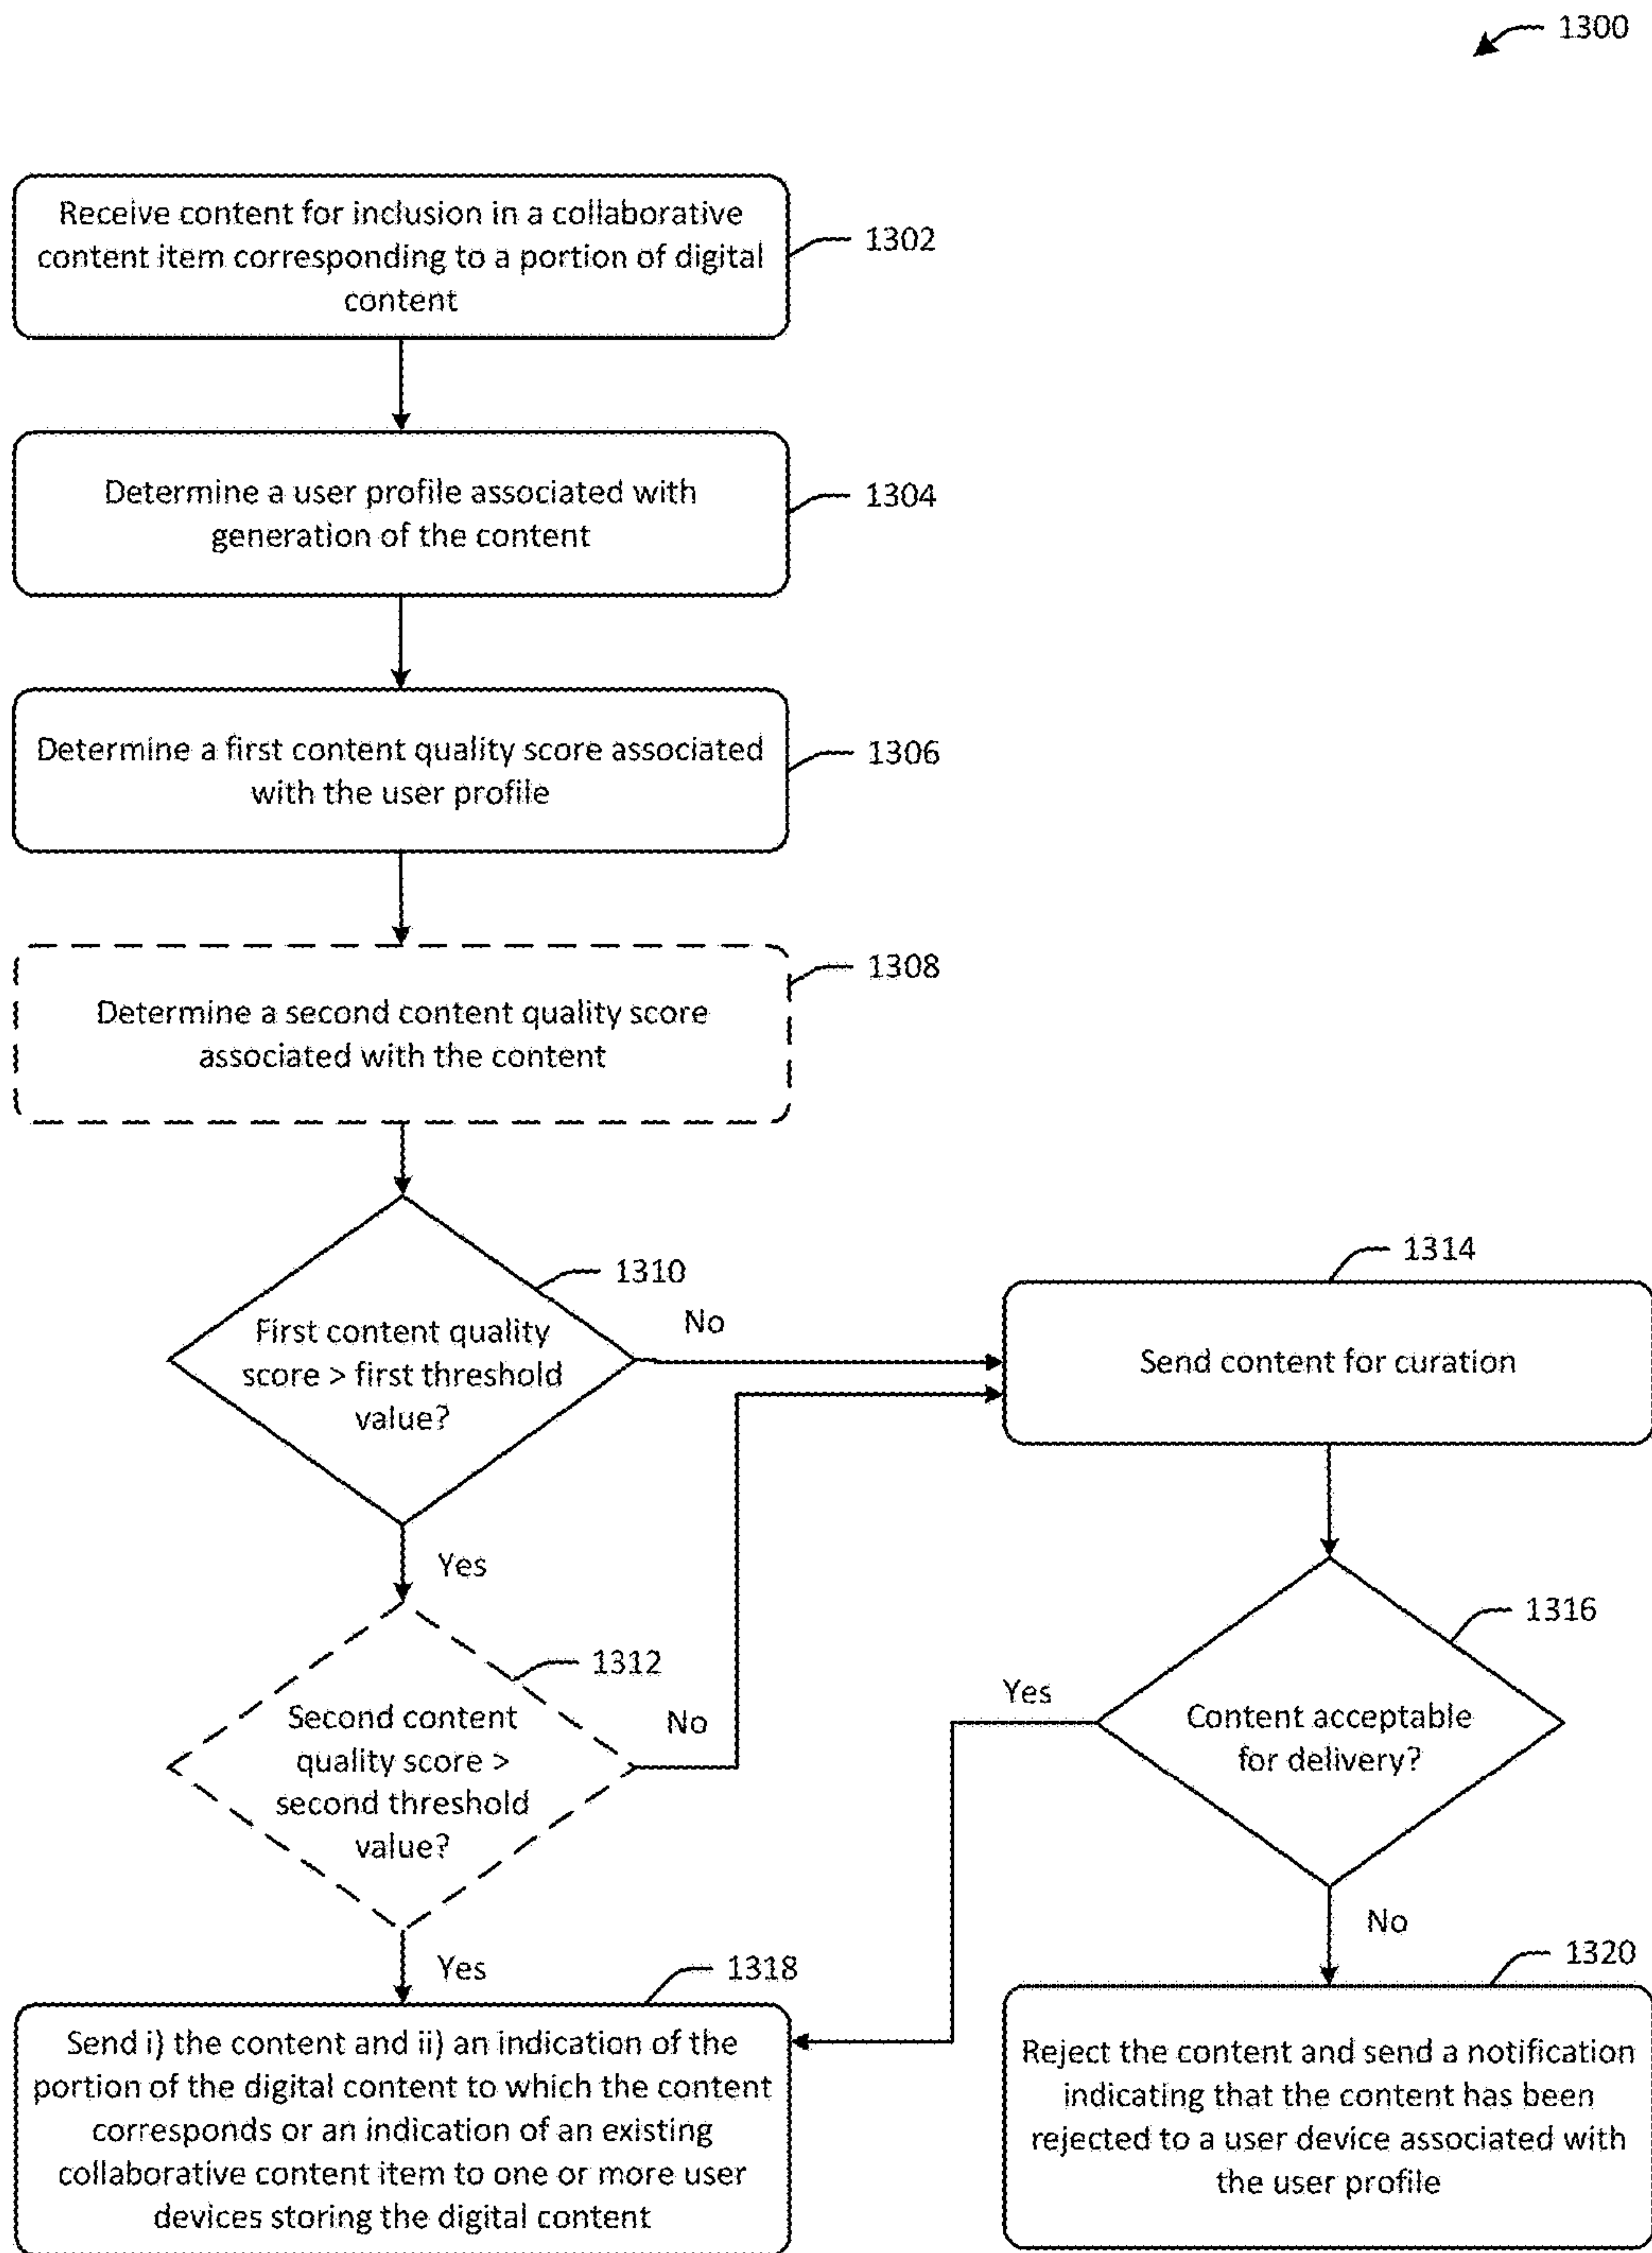 1300
Receive content for inclusion in a collaborative
content item corresponding to a portion of digital
content
1302
Determine a user profile associated with
generation of the content
1304
Determine a first content quality score associated
with the user profile
1306
Determine a second content quality score
associated with the content
1308
First content quality
score > first threshold
value?
1310
No
Yes
Second content
quality score >
second threshold
value?
1312
No
Yes
Send content for curation
1314
Content acceptable
for delivery?
1316
Yes
No
Send i) the content and ii) an indication of the
portion of the digital content to which the content
corresponds or an indication of an existing
collaborative content item to one or more user
devices storing the digital content
1318
Reject the content and send a notification
indicating that the content has been
rejected to a user device associated with
the user profile
1320